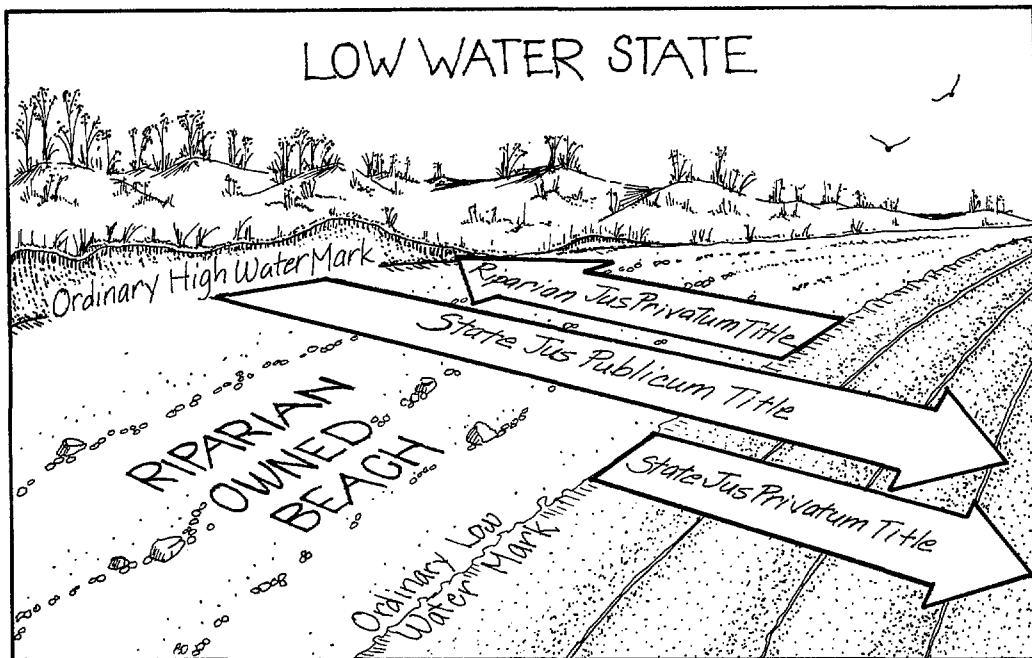 LOW WATER STATE
Ordinary High Water Mark
Riparian Jus Privatum Title
State Jus Publicum Title
State Jus Privatum Title
RIPARIAN
OWNED
BEACH
Ordinary Low
Water Mark